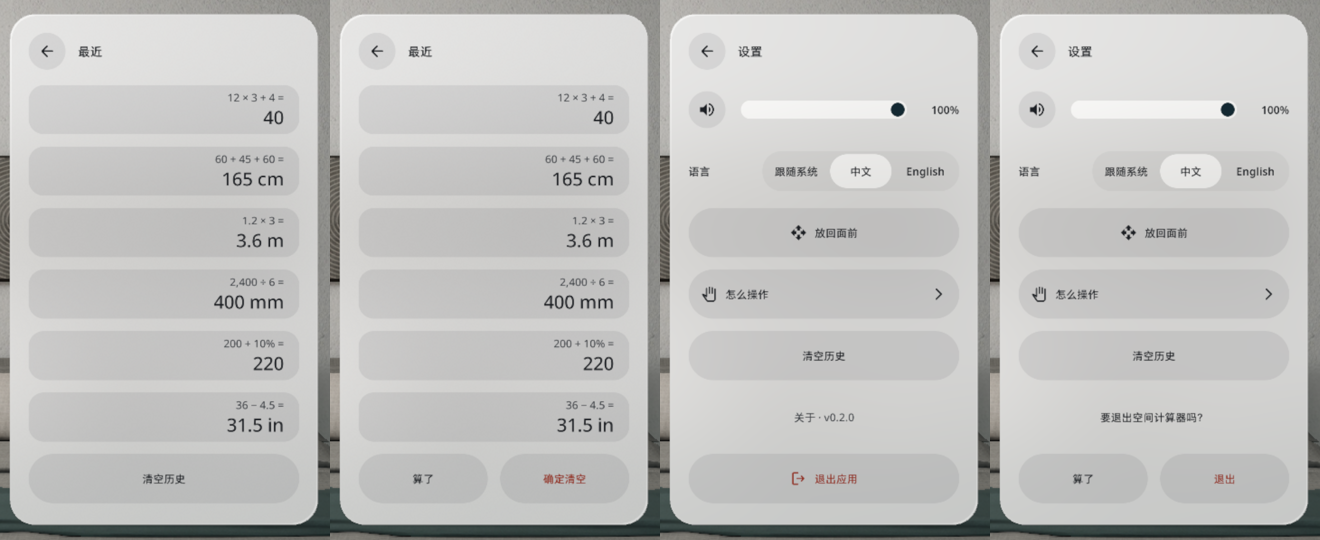 最近
12 × 3 + 4 =
40
60 + 45 + 60 =
165 cm
1.2 × 3 =
3.6 m
2,400 ÷ 6 =
400 mm
200 + 10% =
220
36 − 4.5 =
31.5 in
清空历史
最近
12 × 3 + 4 =
40
60 + 45 + 60 =
165 cm
1.2 × 3 =
3.6 m
2,400 ÷ 6 =
400 mm
200 + 10% =
220
36 − 4.5 =
31.5 in
算了 确定清空
设置
100%
语言 跟随系统 中文 English
放回面前
怎么操作
清空历史
关于 · v0.2.0
退出应用
设置
100%
语言 跟随系统 中文 English
放回面前
怎么操作
清空历史
要退出空间计算器吗?
算了 退出